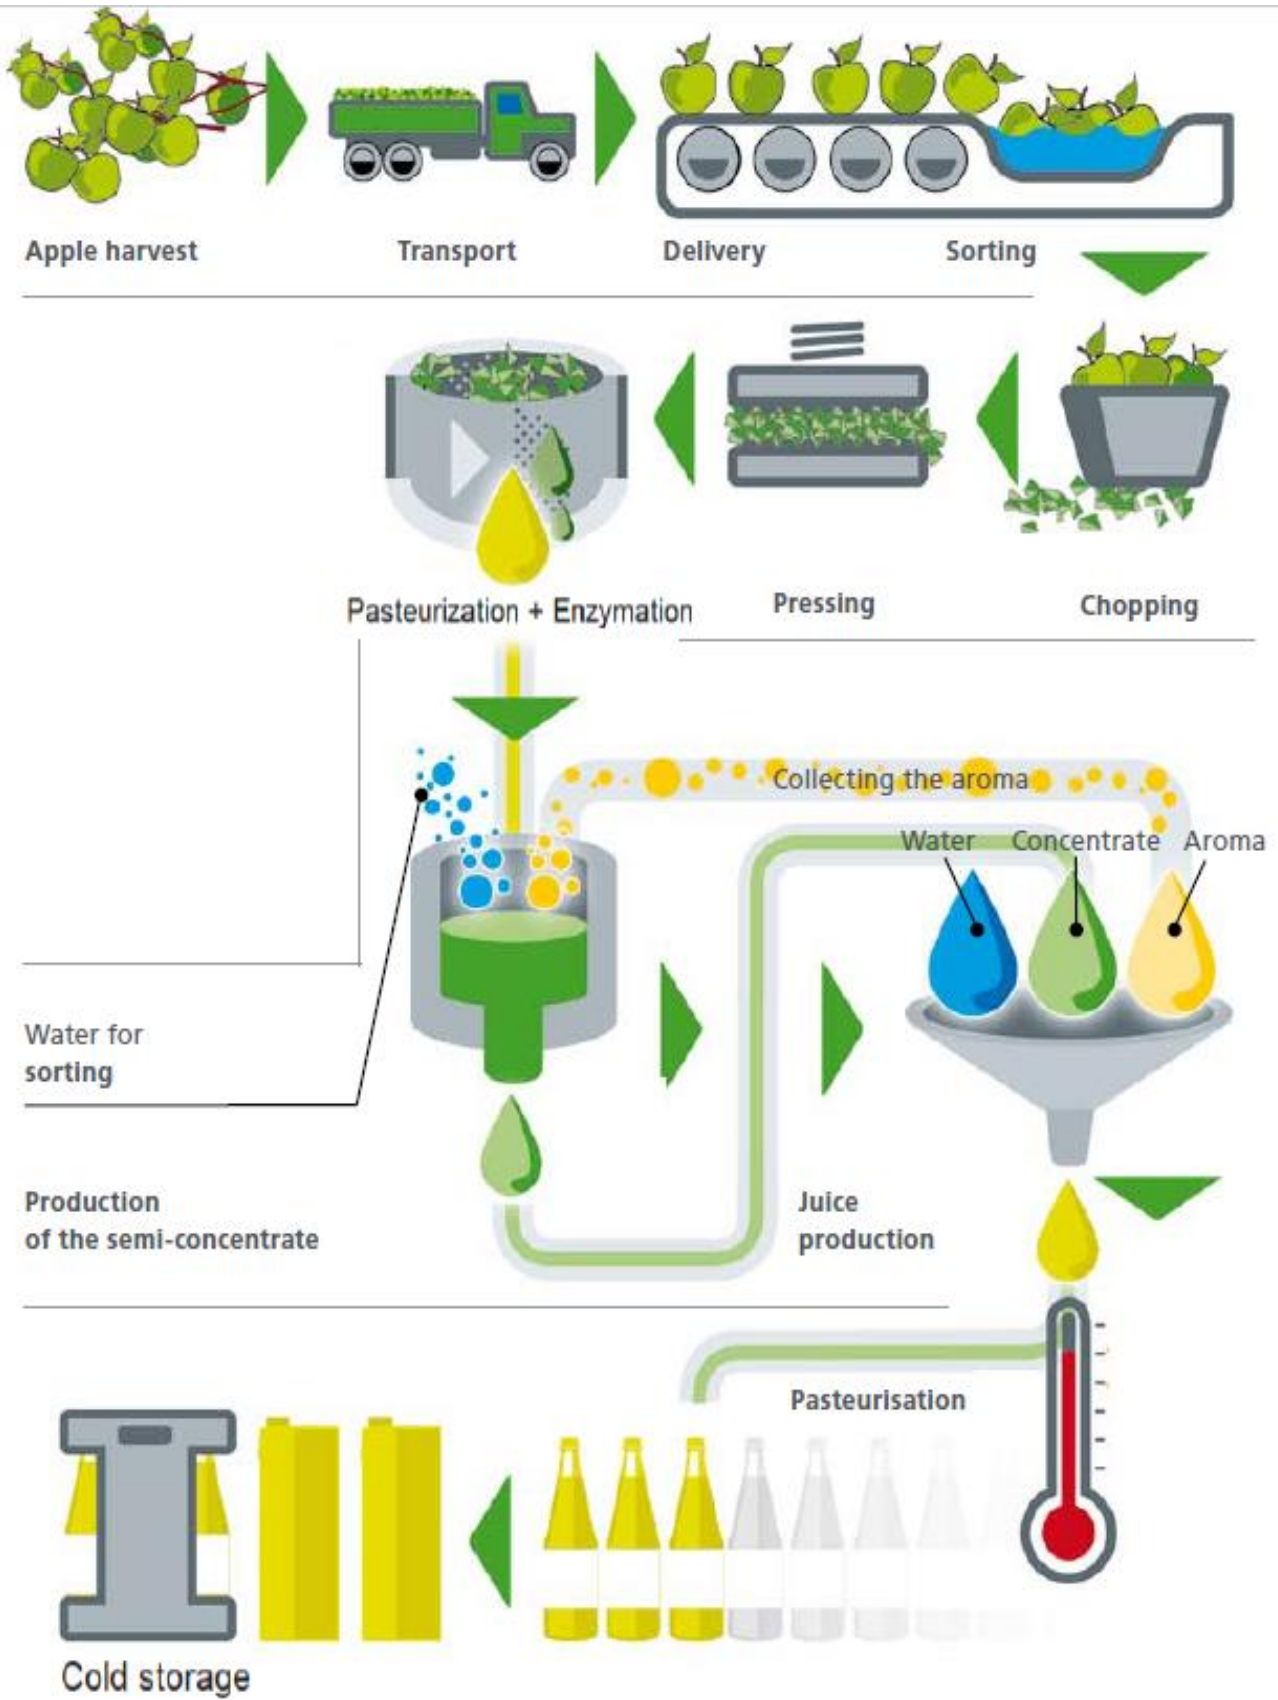 Apple harvest
Transport
Delivery
Sorting
Pasteurization + Enzymation
Pressing
Chopping
Collecting the aroma
Water
Concentrate
Aroma
Water for
sorting
Production
of the semi-concentrate
Juice
production
Pasteurisation
Cold storage